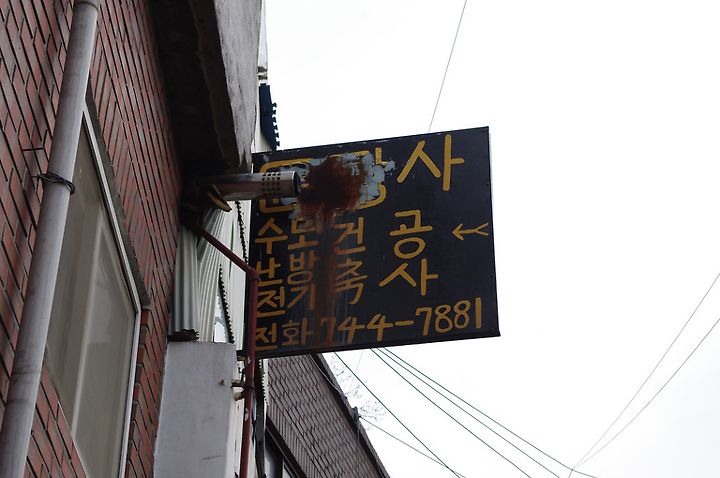 사
수도 건 공
난방 축 사
전기
전화 744-7881